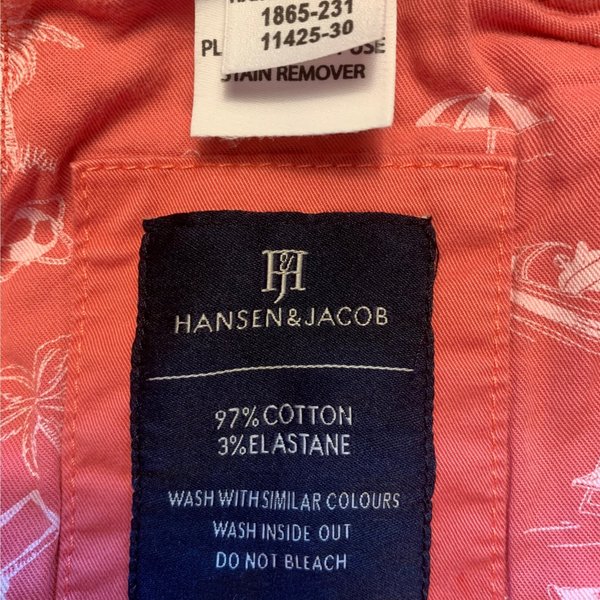 1865-231
11425-30
USE
STAIN REMOVER
H&J
HANSEN&JACOB
97% COTTON
3% ELASTANE
WASH WITH SIMILAR COLOURS
WASH INSIDE OUT
DO NOT BLEACH